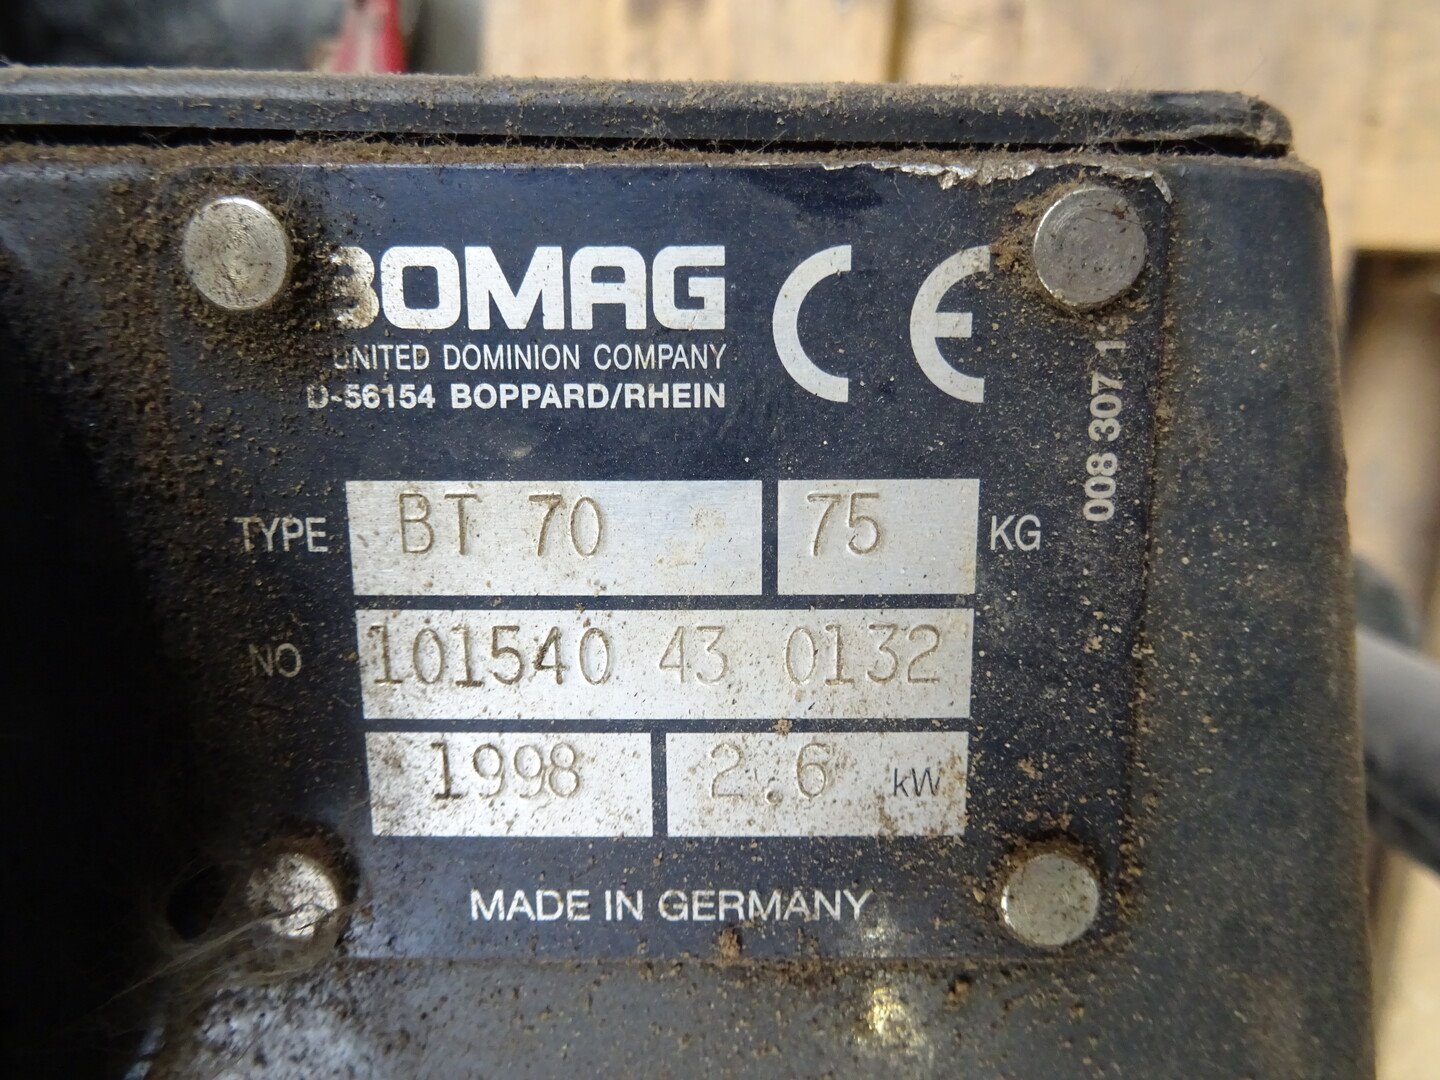 BOMAG CE
UNITED DOMINION COMPANY
D-56154 BOPPARD/RHEIN
008 307 1
TYPE BT 70 75 KG
NO 101540 43 0132
1998 2.6 kW
MADE IN GERMANY